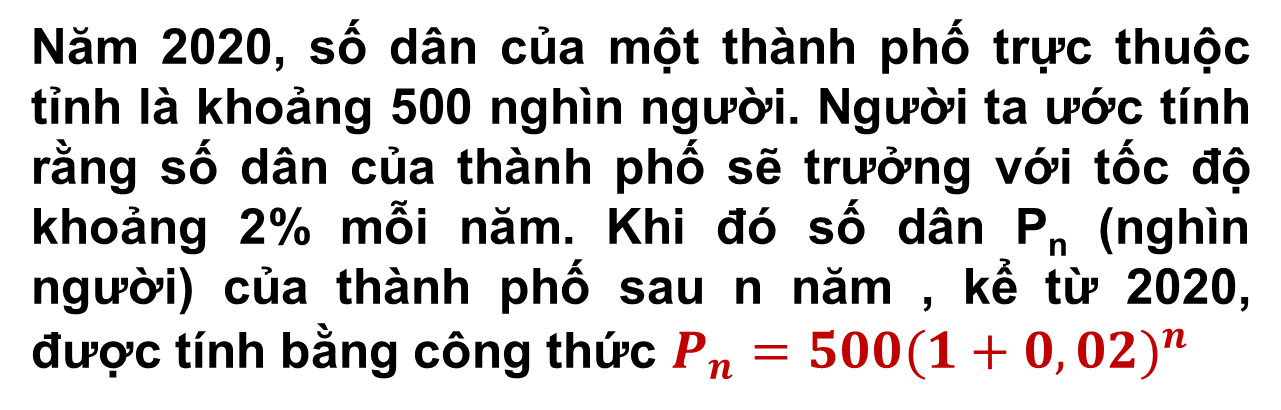 Năm 2020, số dân của một thành phố trực thuộc
tỉnh là khoảng 500 nghìn người. Người ta ước tính
rằng số dân của thành phố sẽ trưởng với tốc độ
khoảng 2% mỗi năm. Khi đó số dân Pₙ (nghìn
người) của thành phố sau n năm , kể từ 2020,
được tính bằng công thức 𝑷𝒏 = 𝟓𝟎𝟎(𝟏 + 𝟎, 𝟎𝟐)ⁿ